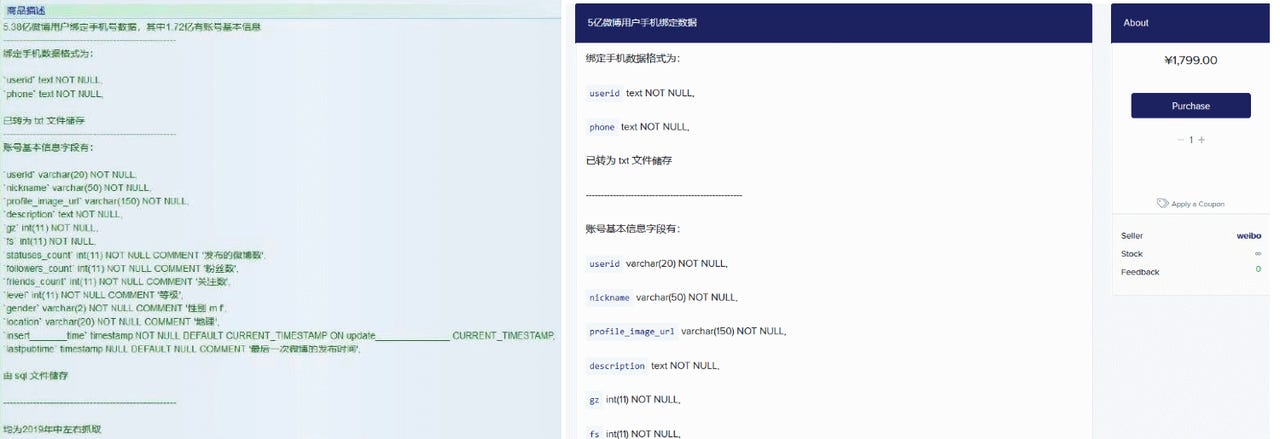 商品描述
5.38亿微博用户绑定手机号数据，其中1.72亿有账号基本信息
----------------------------------------------------
绑定手机数据格式为：
`userid` text NOT NULL,
`phone` text NOT NULL,
已转为 txt 文件储存
----------------------------------------------------
账号基本信息字段有：
`userid` varchar(20) NOT NULL,
`nickname` varchar(50) NOT NULL,
`profile_image_url` varchar(150) NOT NULL,
`description` text NOT NULL,
`gz` int(11) NOT NULL,
`fs` int(11) NOT NULL,
`statuses_count` int(11) NOT NULL COMMENT '发布的微博数',
`followers_count` int(11) NOT NULL COMMENT '粉丝数',
`friends_count` int(11) NOT NULL COMMENT '关注数',
`level` int(11) NOT NULL COMMENT '等级',
`gender` varchar(2) NOT NULL COMMENT '性别 m f',
`location` varchar(20) NOT NULL COMMENT '地理',
`insert_______time` timestamp NOT NULL DEFAULT CURRENT_TIMESTAMP ON update______________ CURRENT_TIMESTAMP,
`lastpubtime` timestamp NULL DEFAULT NULL COMMENT '最后一次微博的发布时间',
由 sql 文件储存
----------------------------------------------------
均为2019年中左右抓取
5亿微博用户手机绑定数据
绑定手机数据格式为：
userid text NOT NULL,
phone text NOT NULL,
已转为 txt 文件储存
----------------------------------------------------
账号基本信息字段有：
userid varchar(20) NOT NULL,
nickname varchar(50) NOT NULL,
profile_image_url varchar(150) NOT NULL,
description text NOT NULL,
gz int(11) NOT NULL,
fs int(11) NOT NULL,
About
¥1,799.00
Purchase
− 1 +
Apply a Coupon
Seller weibo
Stock ∞
Feedback 0